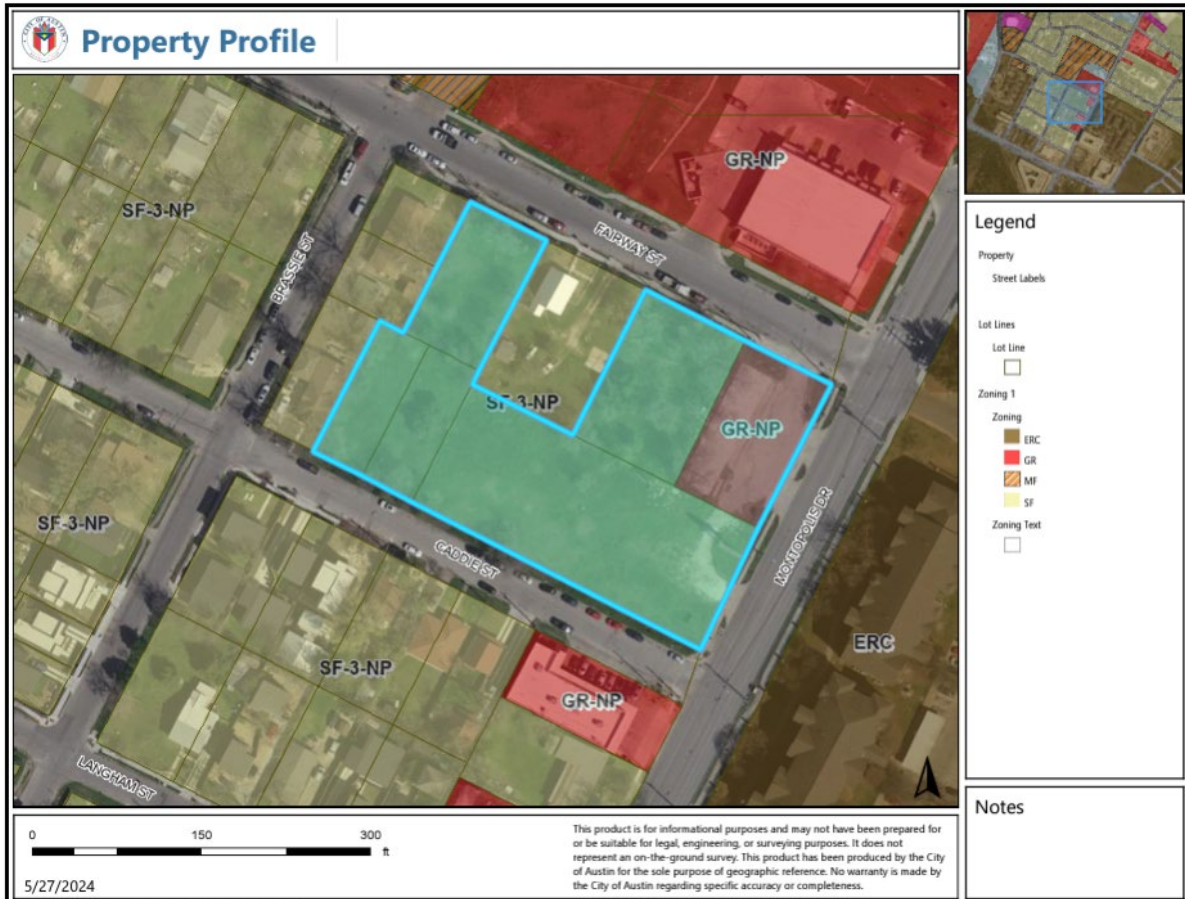 CITY OF AUSTIN
Property Profile
GR-NP
SF-3-NP
FAIRWAY ST
BRASSIE ST
SF-3-NP
GR-NP
SF-3-NP
MONTOPOLIS DR
CADDIE ST
ERC
SF-3-NP
GR-NP
LANGHAM ST
Legend
Property
Street Labels
Lot Lines
Lot Line
Zoning 1
Zoning
ERC
GR
MF
SF
Zoning Text
Notes
0 150 300
ft
5/27/2024
This product is for informational purposes and may not have been prepared for
or be suitable for legal, engineering, or surveying purposes. It does not
represent an on-the-ground survey. This product has been produced by the City
of Austin for the sole purpose of geographic reference. No warranty is made by
the City of Austin regarding specific accuracy or completeness.